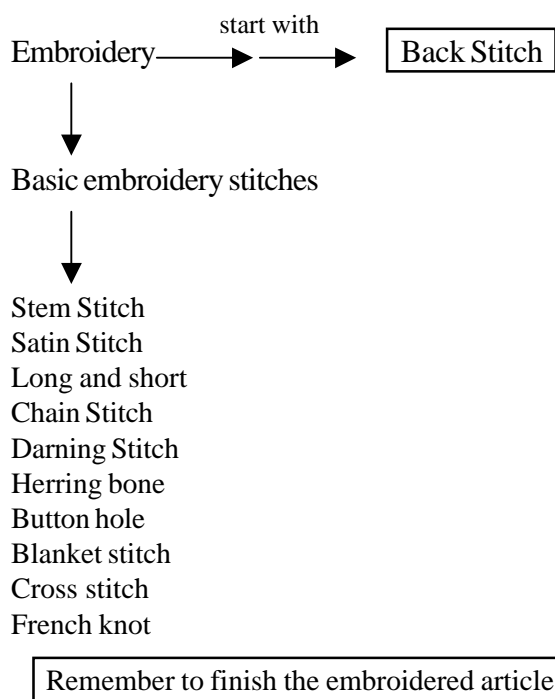 start with
Embroidery
Back Stitch
Basic embroidery stitches
Stem Stitch
Satin Stitch
Long and short
Chain Stitch
Darning Stitch
Herring bone
Button hole
Blanket stitch
Cross stitch
French knot
Remember to finish the embroidered article